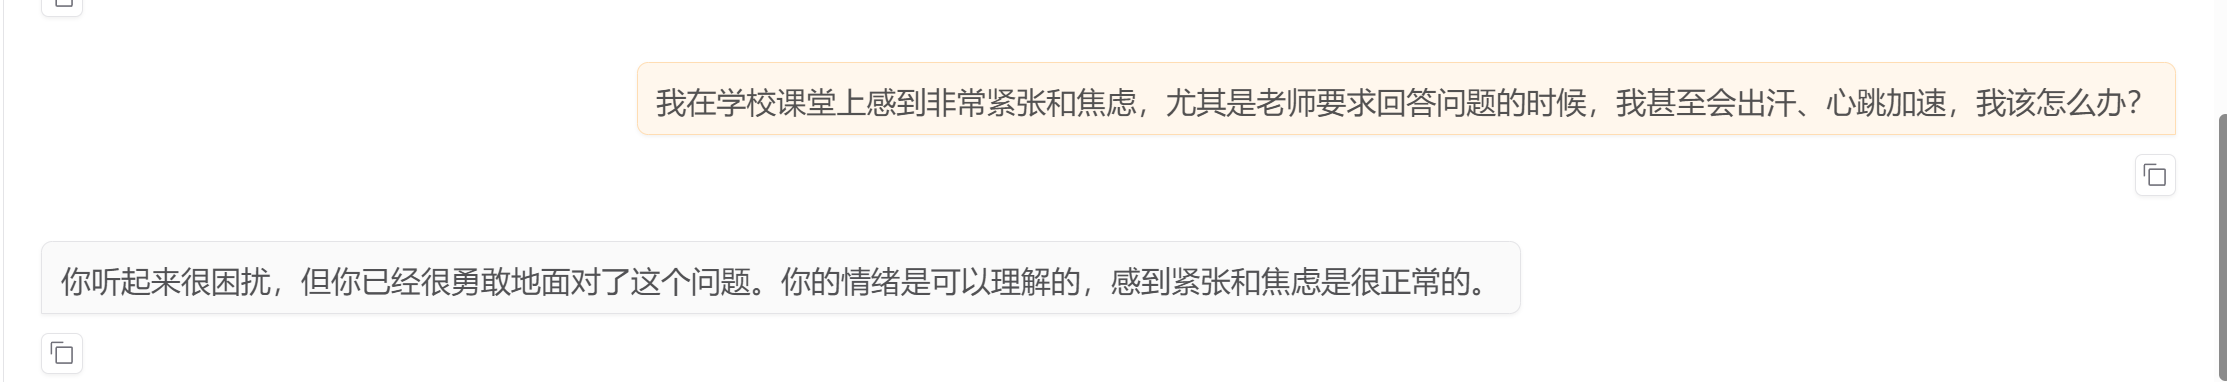 我在学校课堂上感到非常紧张和焦虑，尤其是老师要求回答问题的时候，我甚至会出汗、心跳加速，我该怎么办？
你听起来很困扰，但你已经很勇敢地面对了这个问题。你的情绪是可以理解的，感到紧张和焦虑是很正常的。